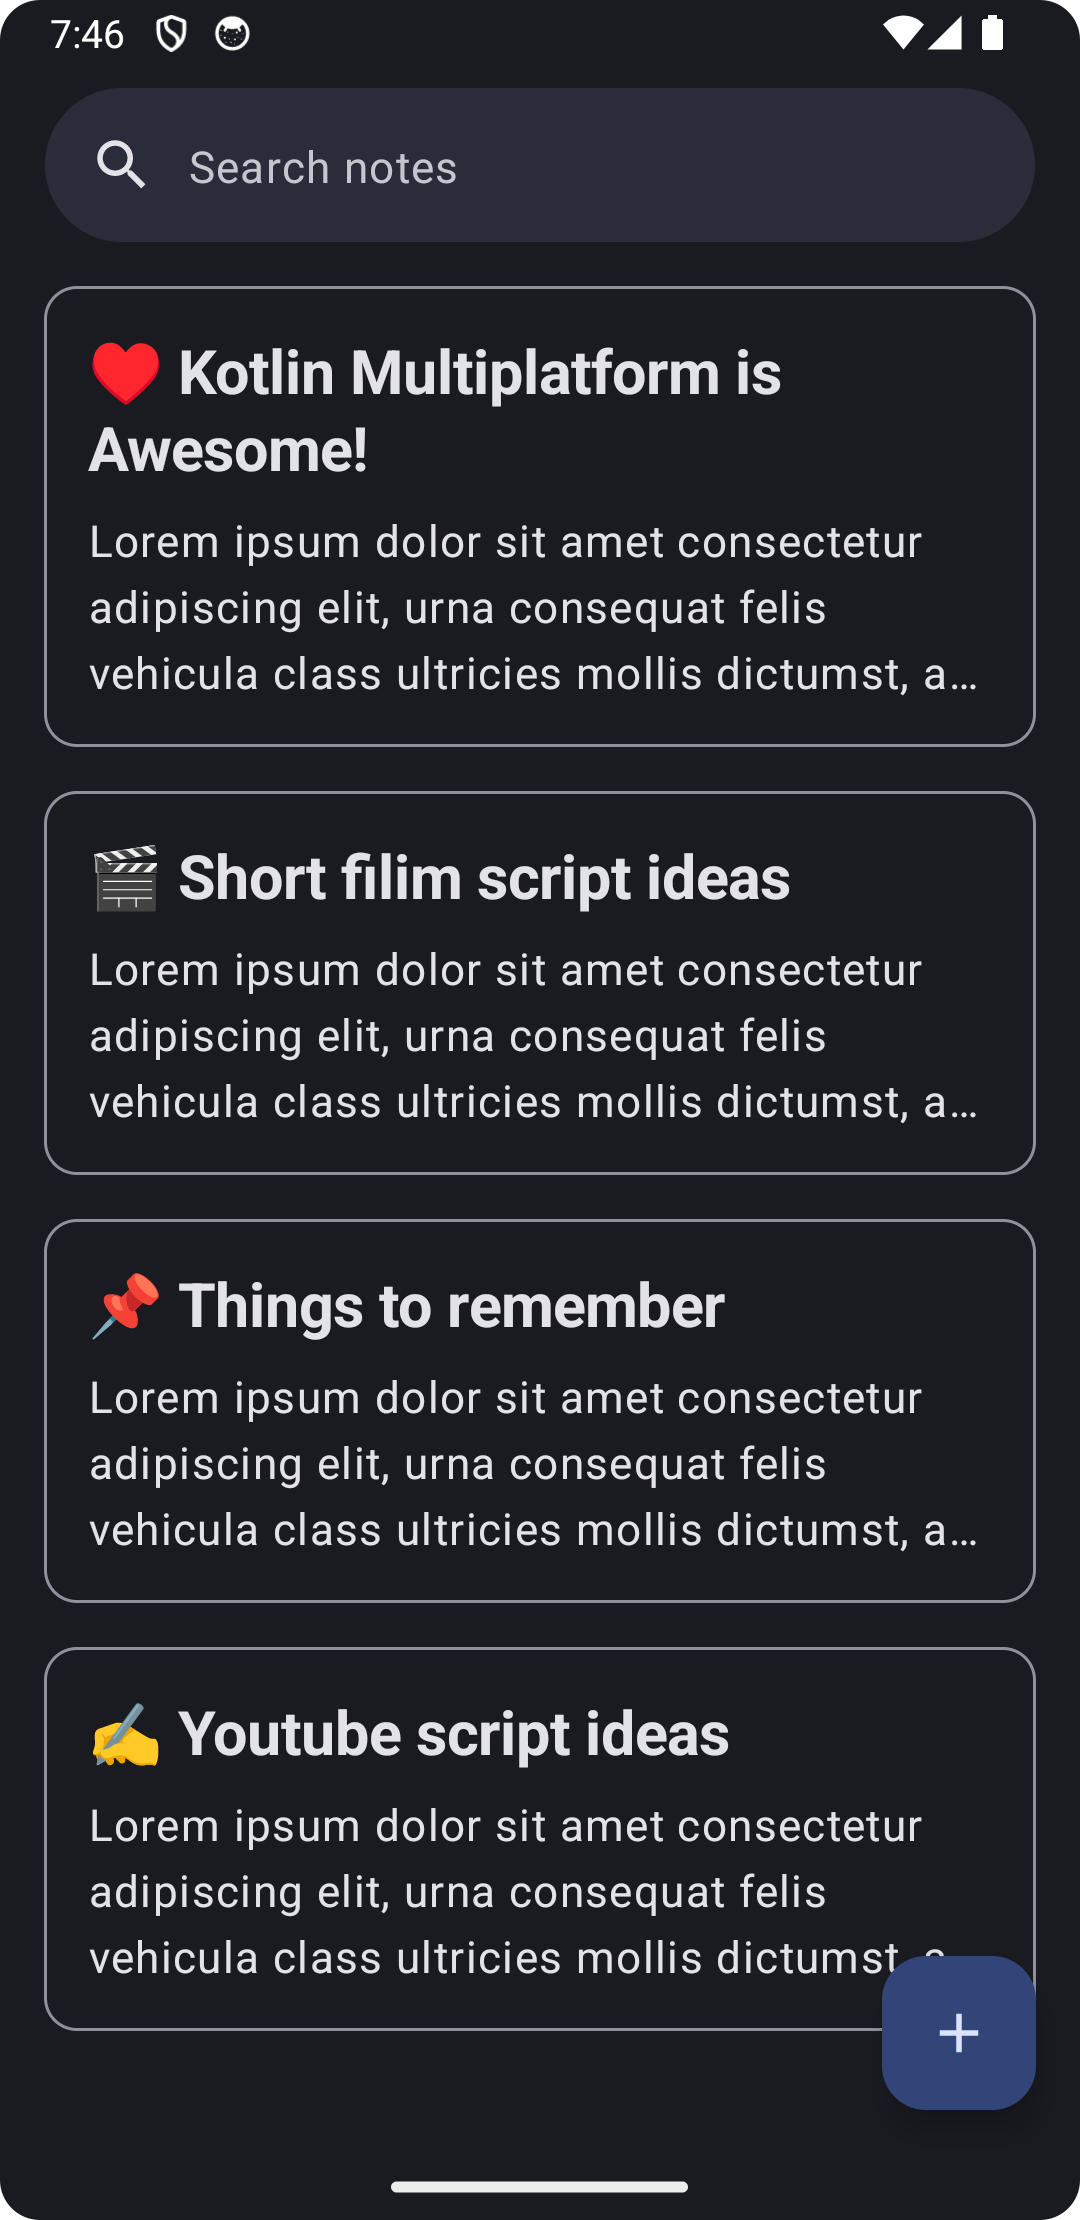 7:46
Search notes
♥️ Kotlin Multiplatform is
Awesome!
Lorem ipsum dolor sit amet consectetur
adipiscing elit, urna consequat felis
vehicula class ultricies mollis dictumst, a…
🎬 Short filim script ideas
Lorem ipsum dolor sit amet consectetur
adipiscing elit, urna consequat felis
vehicula class ultricies mollis dictumst, a…
📌 Things to remember
Lorem ipsum dolor sit amet consectetur
adipiscing elit, urna consequat felis
vehicula class ultricies mollis dictumst, a…
✍️ Youtube script ideas
Lorem ipsum dolor sit amet consectetur
adipiscing elit, urna consequat felis
vehicula class ultricies mollis dictumst